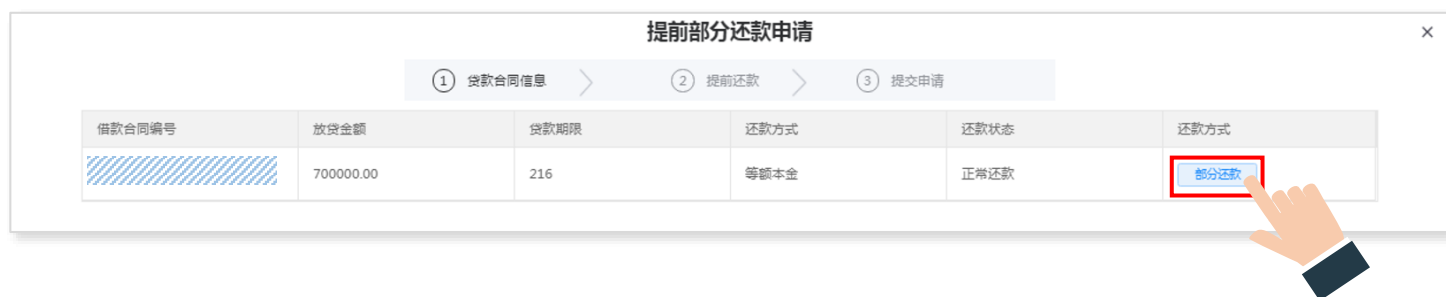 提前部分还款申请
×
1 贷款合同信息 2 提前还款 3 提交申请
借款合同编号 放贷金额 贷款期限 还款方式 还款状态 还款方式
700000.00 216 等额本金 正常还款 部分还款